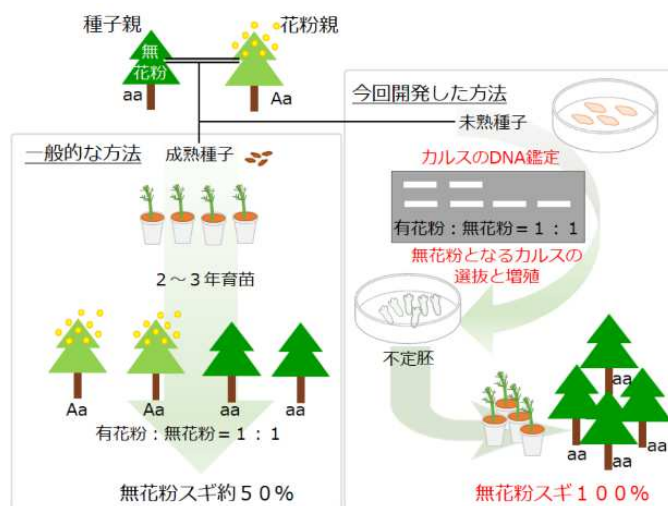 種子親
花粉親
無
花粉
aa
Aa
一般的な方法
成熟種子
2～3年育苗
Aa
Aa
aa
aa
有花粉：無花粉＝1：1
無花粉スギ約50%
今回開発した方法
未熟種子
カルスのDNA鑑定
有花粉：無花粉＝1：1
無花粉となるカルスの
選抜と増殖
不定胚
aa
aa
aa
aa
無花粉スギ100%